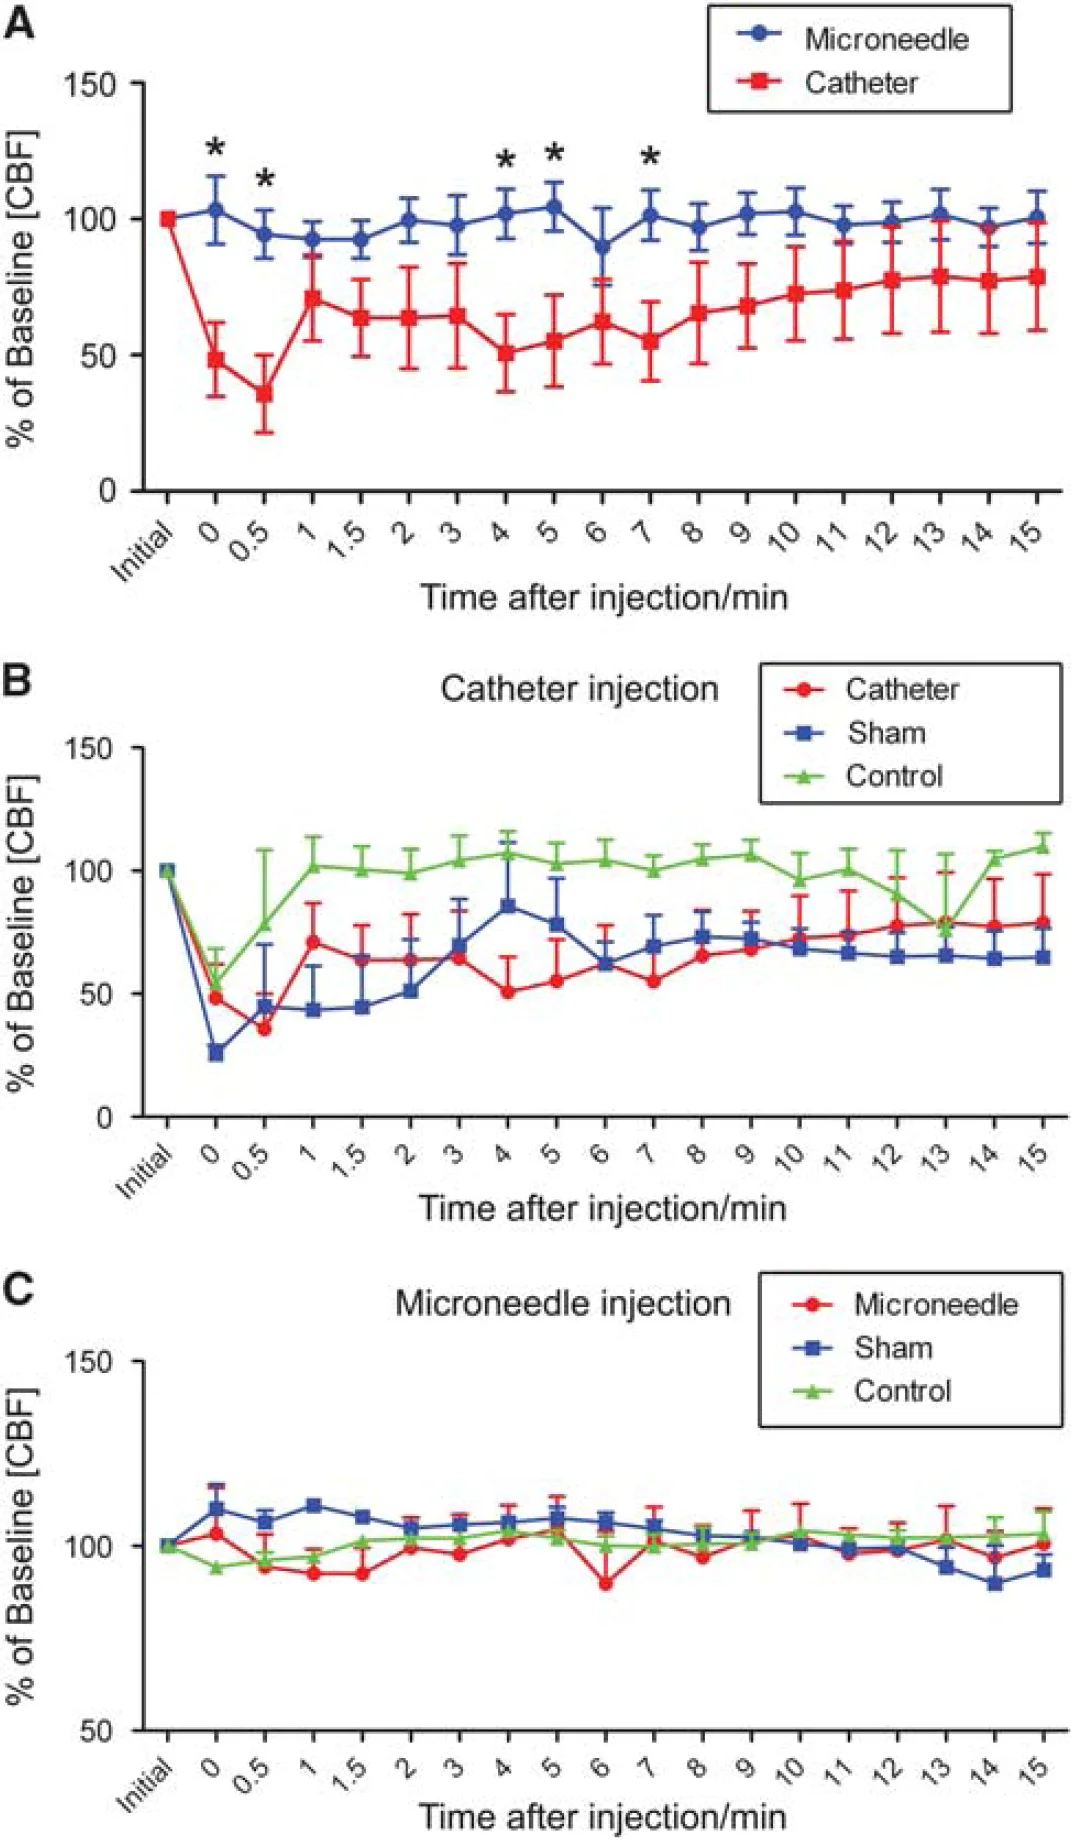 A
Microneedle
Catheter
% of Baseline [CBF]
150
100
50
0
* * * * *
Initial 0 0.5 1 1.5 2 3 4 5 6 7 8 9 10 11 12 13 14 15
Time after injection/min
B
Catheter injection
Catheter
Sham
Control
% of Baseline [CBF]
150
100
50
0
Initial 0 0.5 1 1.5 2 3 4 5 6 7 8 9 10 11 12 13 14 15
Time after injection/min
C
Microneedle injection
Microneedle
Sham
Control
% of Baseline [CBF]
150
100
50
Initial 0 0.5 1 1.5 2 3 4 5 6 7 8 9 10 11 12 13 14 15
Time after injection/min